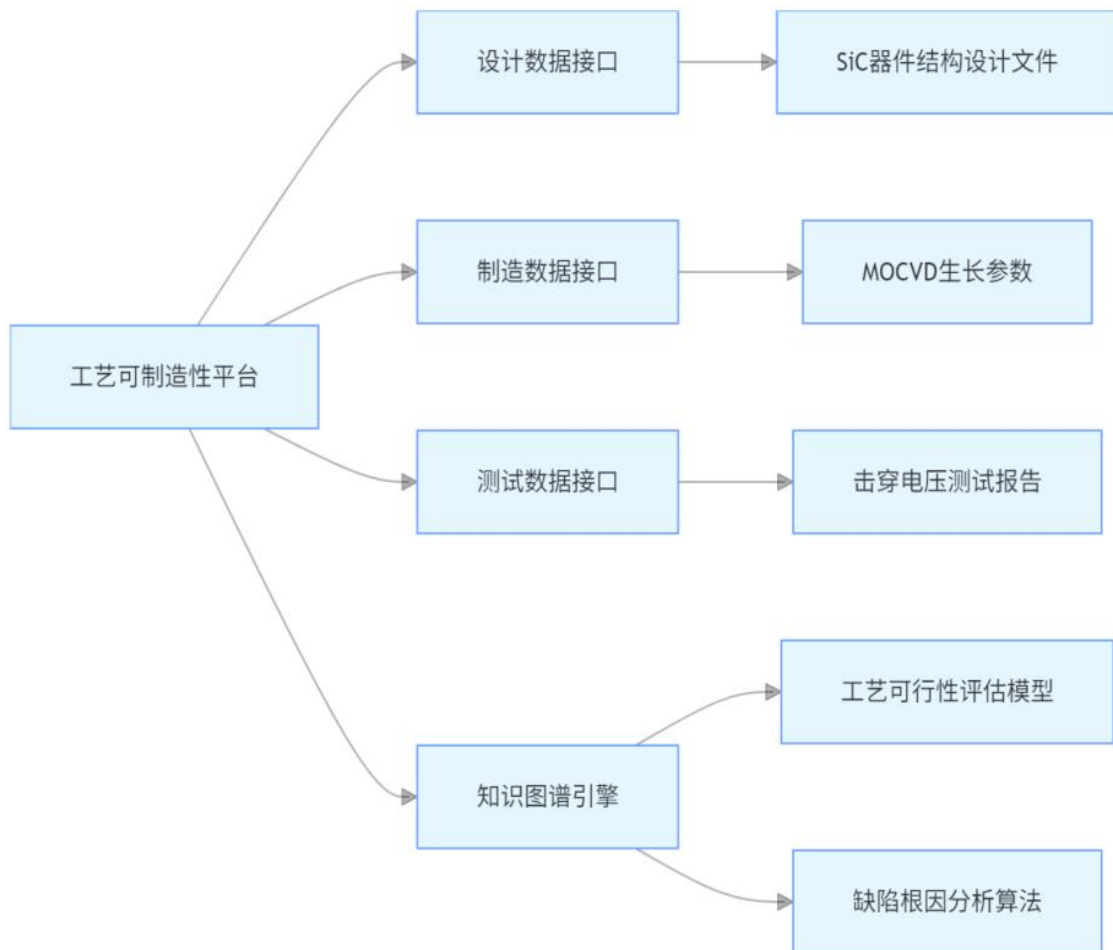 设计数据接口
SiC器件结构设计文件
制造数据接口
MOCVD生长参数
工艺可制造性平台
测试数据接口
击穿电压测试报告
工艺可行性评估模型
知识图谱引擎
缺陷根因分析算法